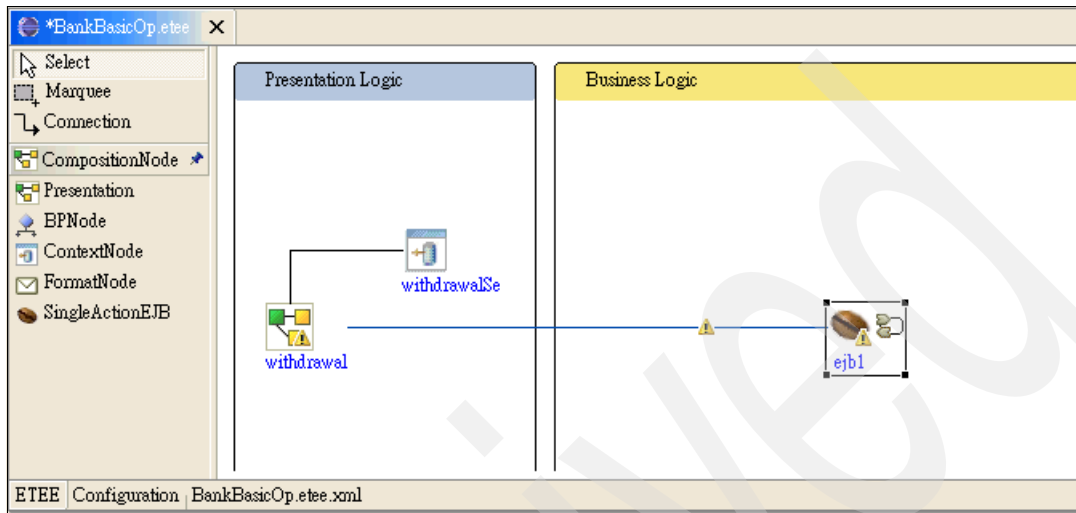 *BankBasicOp.etee
Select
Marquee
Connection
CompositionNode
Presentation
BPNode
ContextNode
FormatNode
SingleActionEJB
Presentation Logic
Business Logic
withdrawalSe
withdrawal
ejb1
ETEE Configuration BankBasicOp.etee.xml